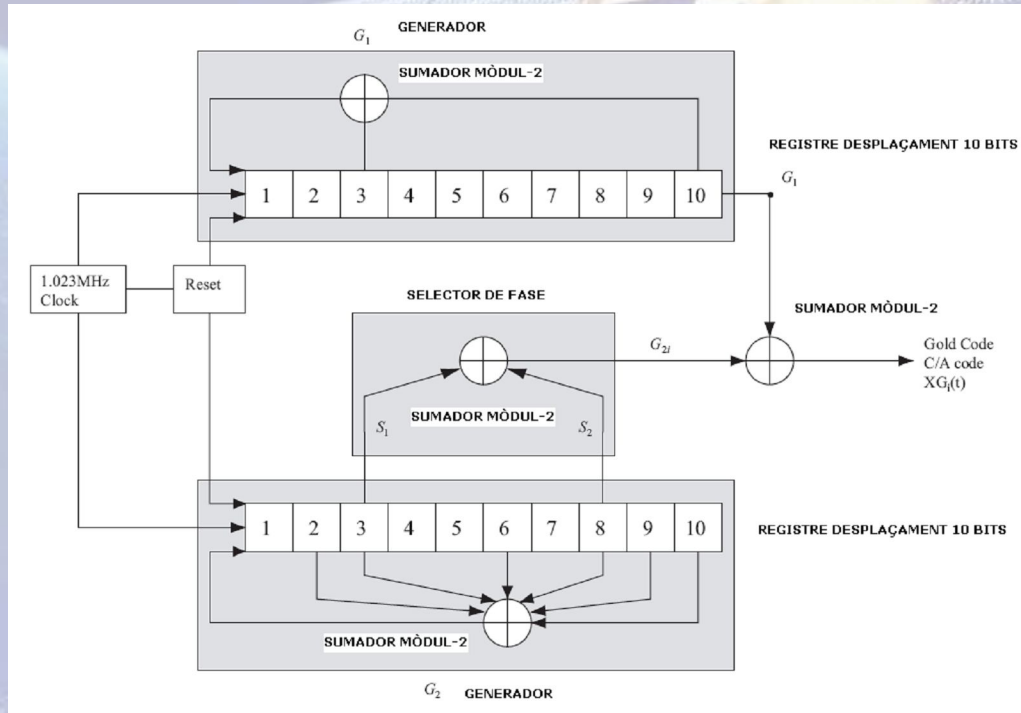 GENERADOR
G1
SUMADOR MÒDUL-2
REGISTRE DESPLAÇAMENT 10 BITS
G1
1 2 3 4 5 6 7 8 9 10
1.023MHz
Clock
Reset
SELECTOR DE FASE
SUMADOR MÒDUL-2
G2i
Gold Code
C/A code
XGi(t)
SUMADOR MÒDUL-2
S1
S2
1 2 3 4 5 6 7 8 9 10
REGISTRE DESPLAÇAMENT 10 BITS
SUMADOR MÒDUL-2
G2 GENERADOR